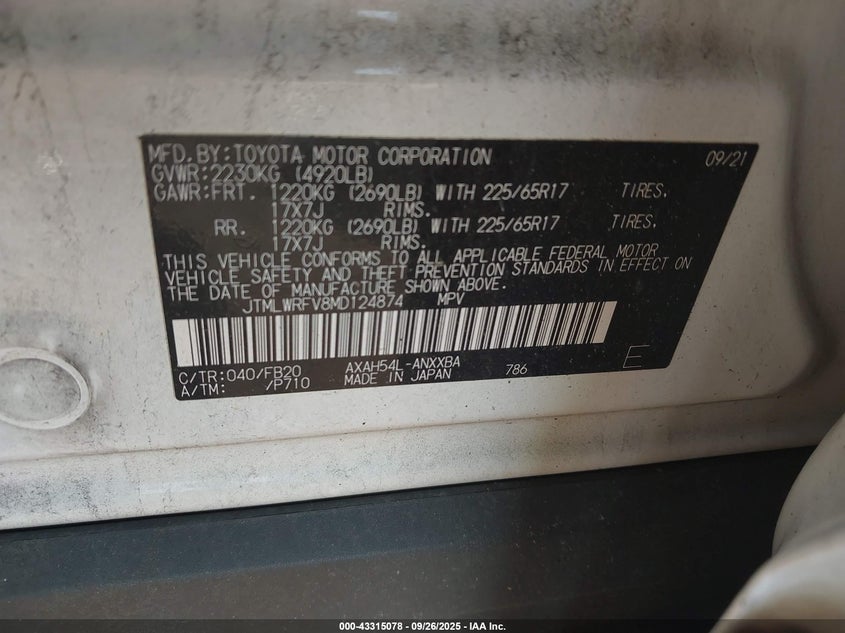 MFD.BY:TOYOTA MOTOR CORPORATION 09/21
GVWR:2230KG (4920LB)
GAWR:FRT. 1220KG (2690LB) WITH 225/65R17 TIRES.
17X7J RIMS.
RR. 1220KG (2690LB) WITH 225/65R17 TIRES.
17X7J RIMS.
THIS VEHICLE CONFORMS TO ALL APPLICABLE FEDERAL MOTOR
VEHICLE SAFETY AND THEFT PREVENTION STANDARDS IN EFFECT ON
THE DATE OF MANUFACTURE SHOWN ABOVE.
JTMLWRFV8MD124874 MPV
C/TR:040/FB20 AXAH54L-ANXXBA 786 E
A/TM: /P710 MADE IN JAPAN
000-43315078 - 09/26/2025 - IAA Inc.